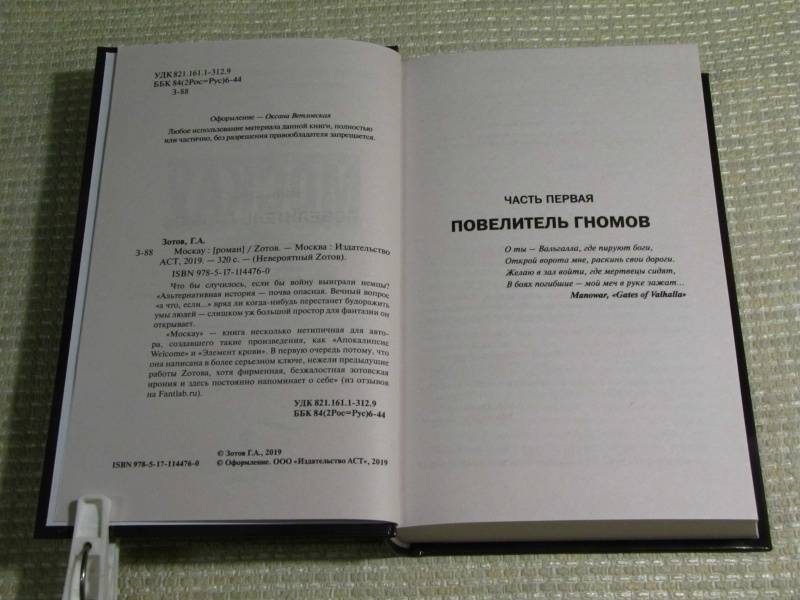 УДК 821.161.1-312.9
ББК 84(2Рос=Рус)6-44
З-88
Оформление — Оксана Ветловская
Любое использование материала данной книги, полностью
или частично, без разрешения правообладателя запрещается.
Зотов, Г.А.
З-88 Москау : [роман] / Zотов. — Москва : Издательство
АСТ, 2019. — 320 с. — (Невероятный Zотов).
ISBN 978-5-17-114476-0
Что бы случилось, если бы войну выиграли немцы?
«Альтернативная история — почва опасная. Вечный вопрос
«а что, если...» вряд ли когда-нибудь перестанет будоражить
умы людей — слишком уж большой простор для фантазии он
открывает.
«Москау» — книга несколько нетипичная для авто-
ра, создавшего такие произведения, как «Апокалипсис
Welcome» и «Элемент крови». В первую очередь потому, что
она написана в более серьезном ключе, нежели предыдущие
работы Zотова, хотя фирменная, безжалостная зотовская
ирония и здесь постоянно напоминает о себе» (из отзывов
на Fantlab.ru).
УДК 821.161.1-312.9
ББК 84(2Рос=Рус)6-44
© Зотов Г.А., 2019
ISBN 978-5-17-114476-0 © Оформление. ООО «Издательство АСТ», 2019
ЧАСТЬ ПЕРВАЯ
ПОВЕЛИТЕЛЬ ГНОМОВ
О ты — Вальгалла, где пируют боги,
Открой ворота мне, раскинь свои дороги.
Желаю в зал войти, где мертвецы сидят,
В боях погибшие — мой меч в руке зажат...
Manowar, «Gates of Valhalla»